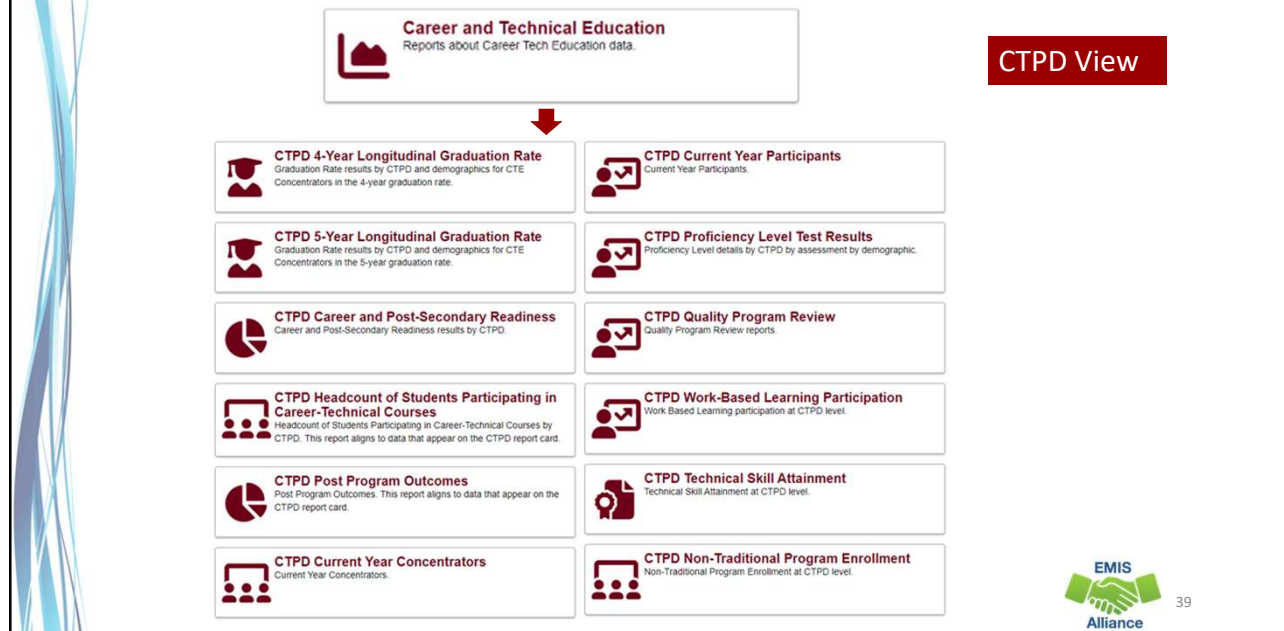 Career and Technical Education
Reports about Career Tech Education data.
CTPD View
CTPD 4-Year Longitudinal Graduation Rate
Graduation Rate results by CTPD and demographics for CTE
Concentrators in the 4-year graduation rate.
CTPD 5-Year Longitudinal Graduation Rate
Graduation Rate results by CTPD and demographics for CTE
Concentrators in the 5-year graduation rate.
CTPD Career and Post-Secondary Readiness
Career and Post-Secondary Readiness results by CTPD.
CTPD Headcount of Students Participating in
Career-Technical Courses
Headcount of Students Participating in Career-Technical Courses by
CTPD. This report aligns to data that appear on the CTPD report card.
CTPD Post Program Outcomes
Post Program Outcomes. This report aligns to data that appear on the
CTPD report card.
CTPD Current Year Concentrators
Current Year Concentrators.
CTPD Current Year Participants
Current Year Participants.
CTPD Proficiency Level Test Results
Proficiency Level details by CTPD by assessment by demographic.
CTPD Quality Program Review
Quality Program Review reports.
CTPD Work-Based Learning Participation
Work Based Learning participation at CTPD level.
CTPD Technical Skill Attainment
Technical Skill Attainment at CTPD level.
CTPD Non-Traditional Program Enrollment
Non-Traditional Program Enrollment at CTPD level.
EMIS
Alliance
39